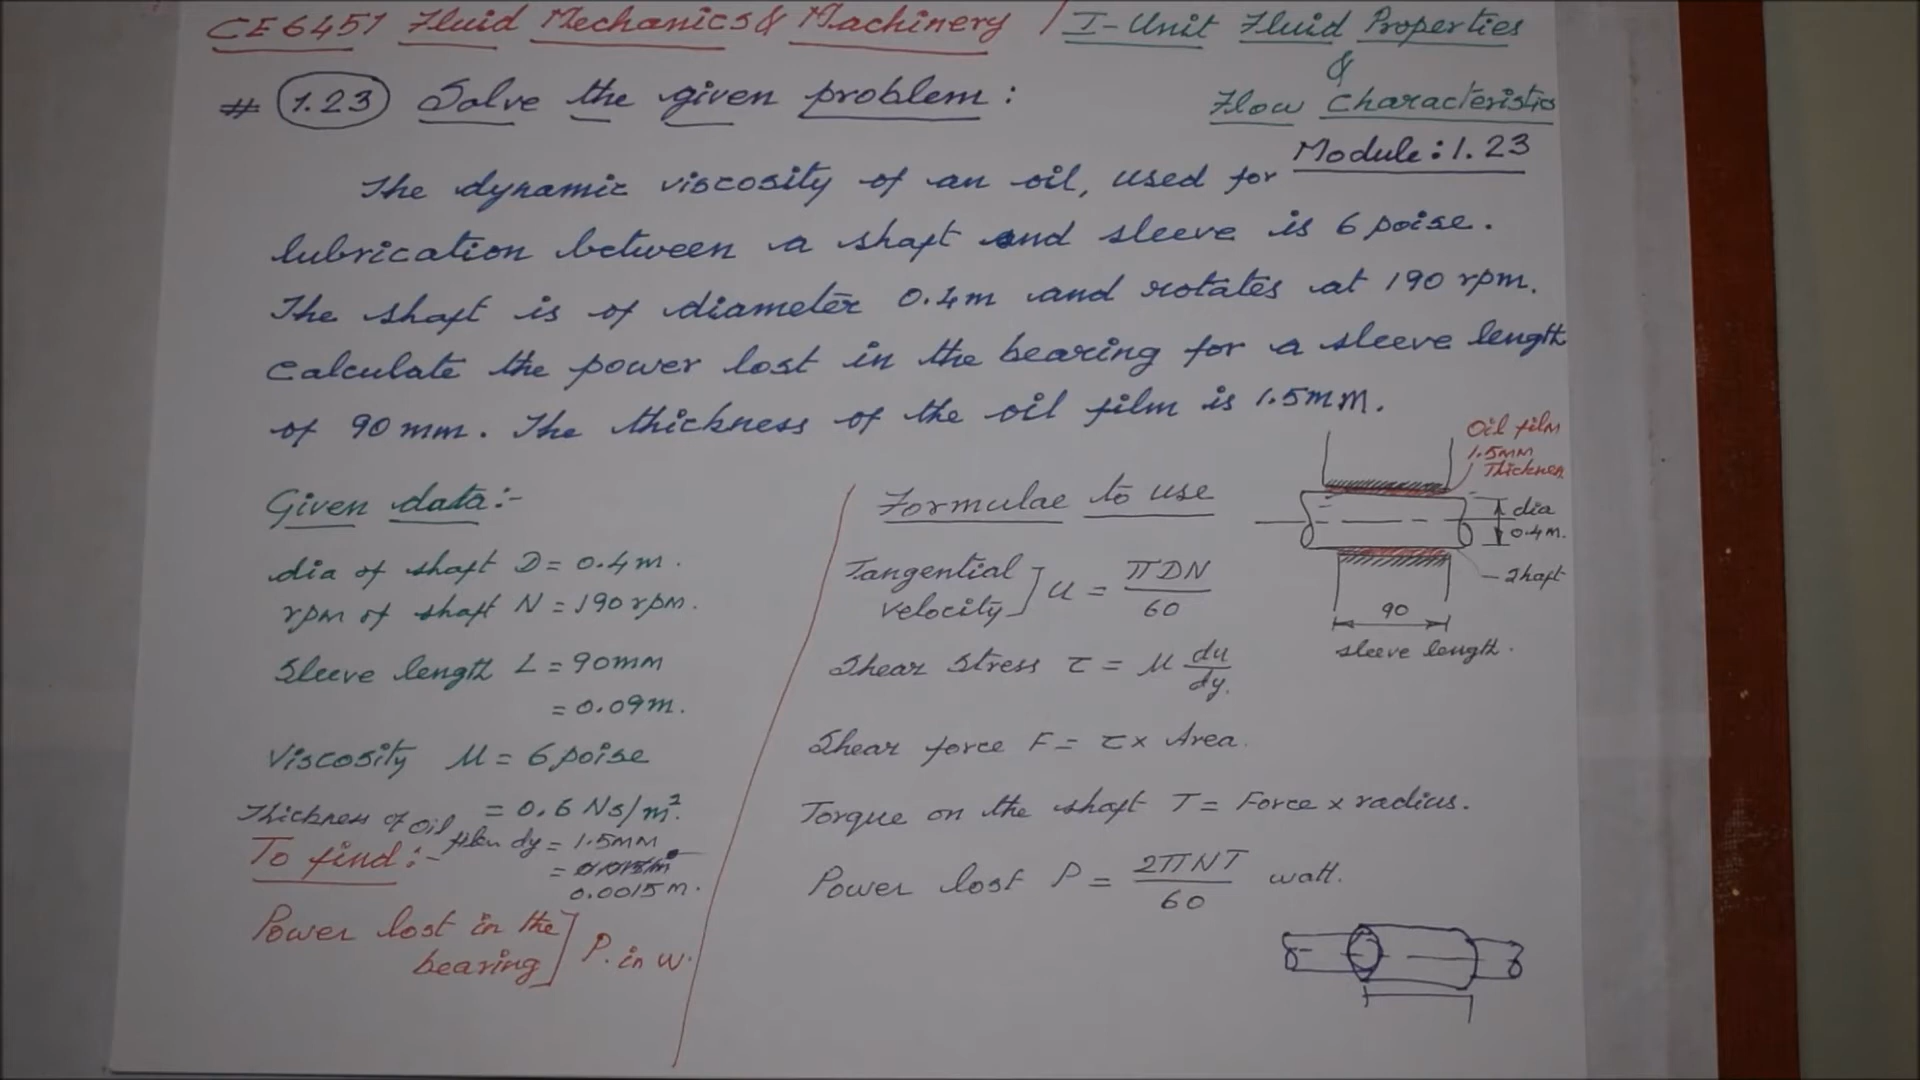 CE6451 Fluid Mechanics & Machinery / I-Unit Fluid Properties
&
Flow Characteristics
# 1.23 Solve the given problem:
Module: 1.23
The dynamic viscosity of an oil, used for
lubrication between a shaft and sleeve is 6 poise.
The shaft is of diameter 0.4m and rotates at 190 rpm.
Calculate the power lost in the bearing for a sleeve length
of 90 mm. The thickness of the oil film is 1.5mm.
Given data:-
dia of shaft D = 0.4m.
rpm of shaft N = 190 rpm.
Sleeve length L = 90mm
= 0.09m.
Viscosity μ = 6 poise
= 0.6 Ns/m².
Thickness of oil film dy = 1.5mm
=
0.0015m.
To find:-
Power lost in the bearing] P. in w.
Formulae to use
Tangential velocity] u = πDN/60
Shear stress τ = μ du/dy.
Shear force F = τ x Area.
Torque on the shaft T = Force x radius.
Power lost P = 2πNT/60 watt.
Oil film
1.5mm
Thicknes
dia
0.4m.
Shaft
90
sleeve length.